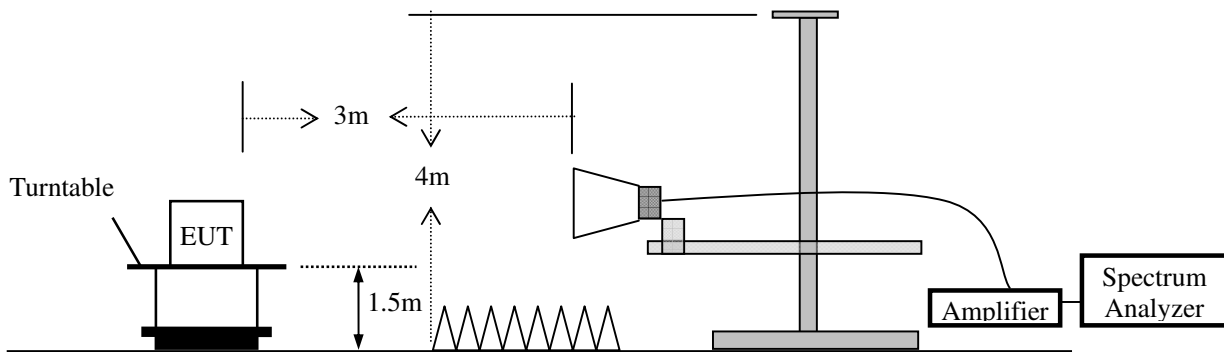 3m
4m
Turntable
EUT
1.5m
Amplifier
Spectrum
Analyzer